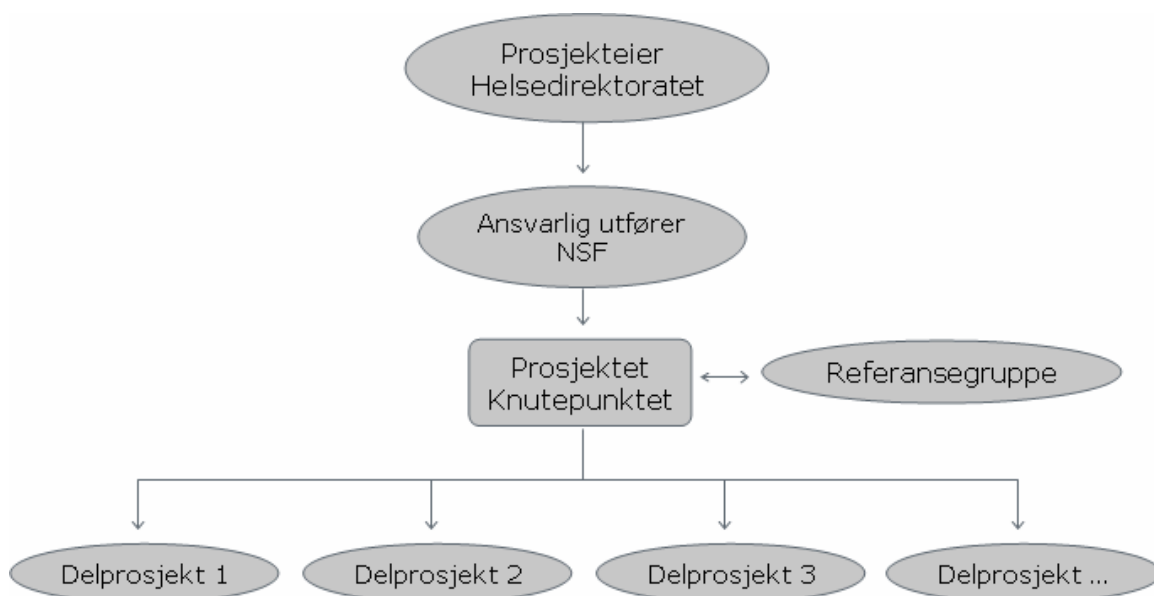 Prosjekteier
Helsedirektoratet
Ansvarlig utfører
NSF
Prosjektet
Knutepunktet
Referansegruppe
Delprosjekt 1
Delprosjekt 2
Delprosjekt 3
Delprosjekt ...